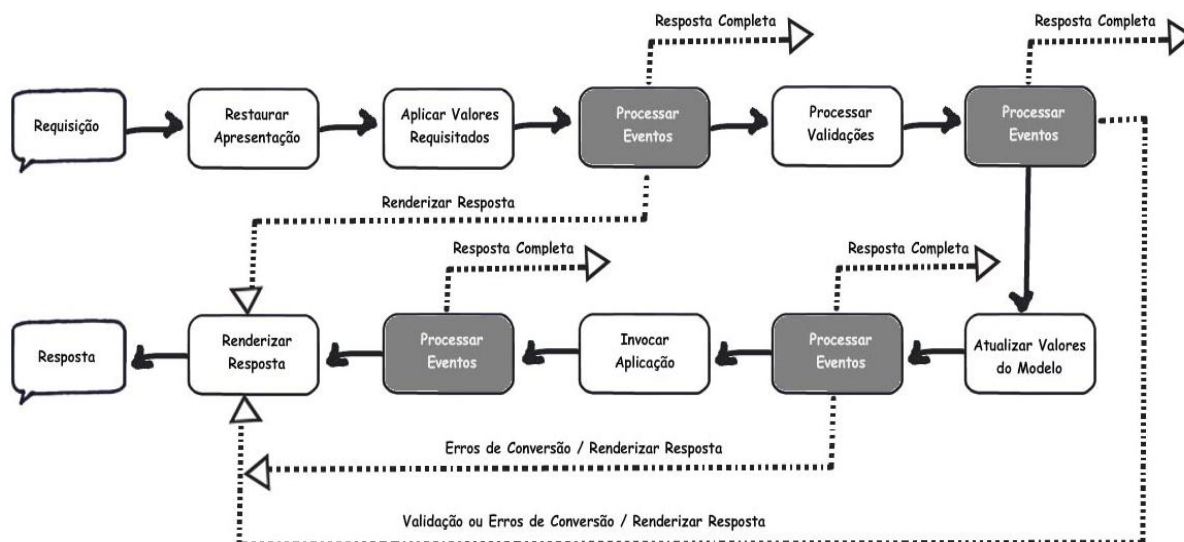 Resposta Completa
Resposta Completa
Requisição
Restaurar
Apresentação
Aplicar Valores
Requisitados
Processar
Eventos
Processar
Validações
Processar
Eventos
Renderizar Resposta
Resposta Completa
Resposta Completa
Resposta
Renderizar
Resposta
Processar
Eventos
Invocar
Aplicação
Processar
Eventos
Atualizar Valores
do Modelo
Erros de Conversão / Renderizar Resposta
Validação ou Erros de Conversão / Renderizar Resposta